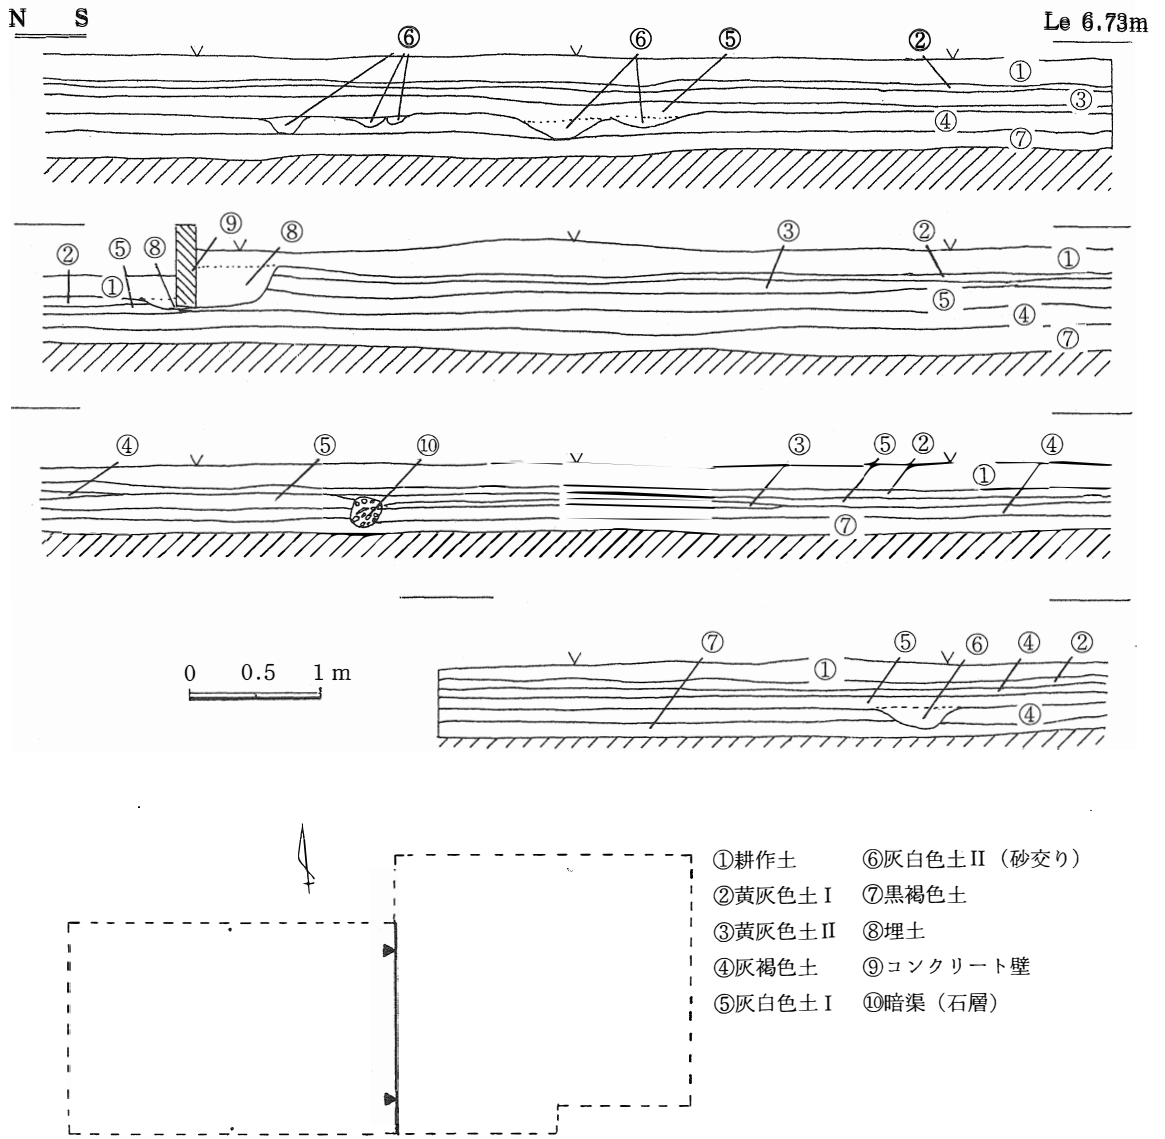 N S
Le 6.73m
⑥ ⑥ ⑤ ②
①
③
④
⑦
⑨
② ⑤ ⑧ ⑧ ③ ②
① ①
⑤
④
⑦
④ ⑤ ⑩ ③ ⑤ ② ④
①
⑦
⑦ ⑤ ⑥ ④ ②
①
④
0 0.5 1 m
①耕作土 ⑥灰白色土II（砂交り）
②黄灰色土I ⑦黒褐色土
③黄灰色土II ⑧埋土
④灰褐色土 ⑨コンクリート壁
⑤灰白色土I ⑩暗渠（石層）